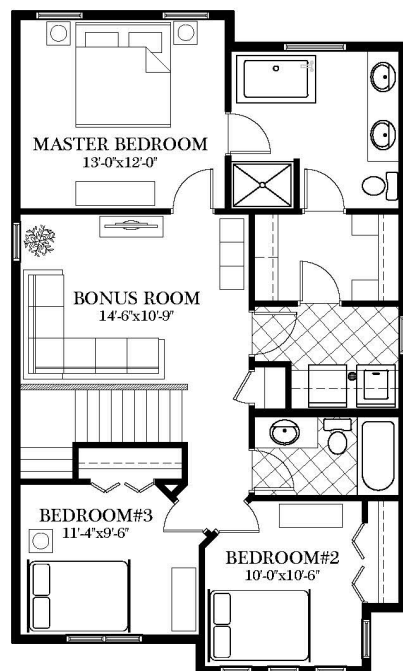 MASTER BEDROOM
13'-0"x12'-0"
BONUS ROOM
14'-6"x10'-9"
BEDROOM#3
11'-4"x9'-6"
BEDROOM#2
10'-0"x10'-6"